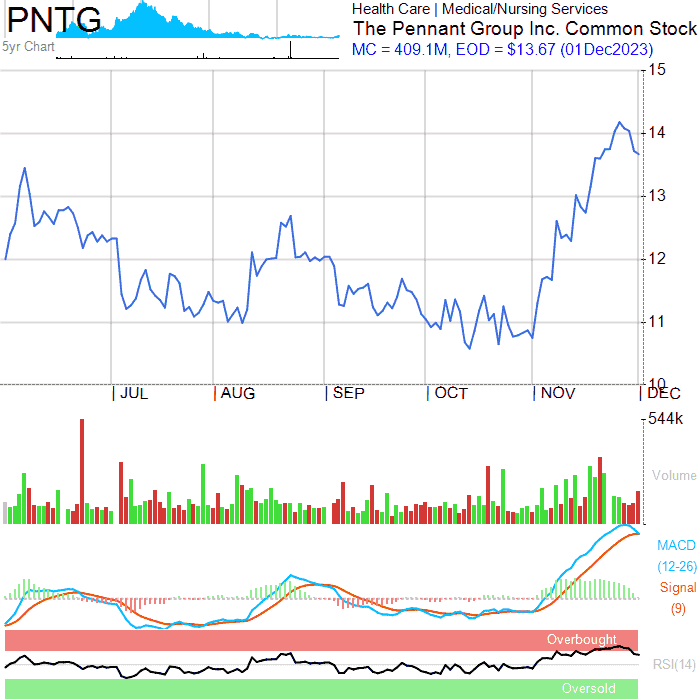 PNTG
5yr Chart
Health Care | Medical/Nursing Services
The Pennant Group Inc. Common Stock
MC = 409.1M, EOD = $13.67 (01Dec2023)
15
14
13
12
11
10
JUL AUG SEP OCT NOV DEC
544k
Volume
MACD
(12-26)
Signal
(9)
Overbought
RSI(14)
Oversold